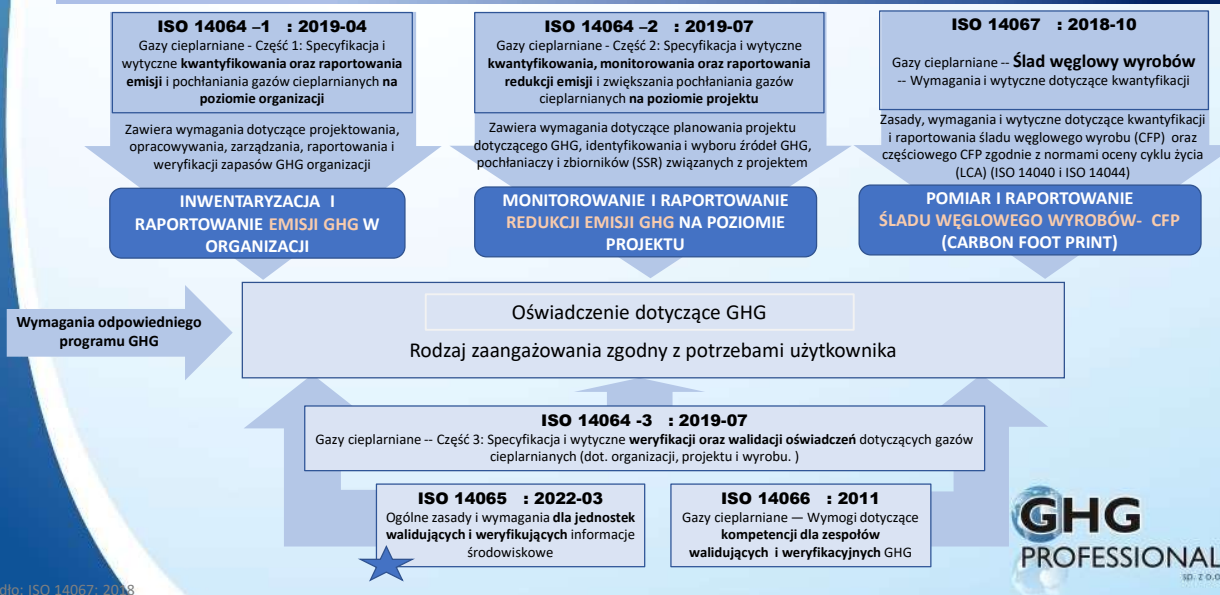 ISO 14064 –1 : 2019-04
Gazy cieplarniane - Część 1: Specyfikacja i
wytyczne kwantyfikowania oraz raportowania
emisji i pochłaniania gazów cieplarnianych na
poziomie organizacji
Zawiera wymagania dotyczące projektowania,
opracowywania, zarządzania, raportowania i
weryfikacji zapasów GHG organizacji
INWENTARYZACJA I
RAPORTOWANIE EMISJI GHG W
ORGANIZACJI
ISO 14064 –2 : 2019-07
Gazy cieplarniane - Część 2: Specyfikacja i wytyczne
kwantyfikowania, monitorowania oraz raportowania
redukcji emisji i zwiększania pochłaniania gazów
cieplarnianych na poziomie projektu
Zawiera wymagania dotyczące planowania projektu
dotyczącego GHG, identyfikowania i wyboru źródeł GHG,
pochłaniaczy i zbiorników (SSR) związanych z projektem
MONITOROWANIE I RAPORTOWANIE
REDUKCJI EMISJI GHG NA POZIOMIE
PROJEKTU
ISO 14067 : 2018-10
Gazy cieplarniane -- Ślad węglowy wyrobów
-- Wymagania i wytyczne dotyczące kwantyfikacji
Zasady, wymagania i wytyczne dotyczące kwantyfikacji
i raportowania śladu węglowego wyrobu (CFP) oraz
częściowego CFP zgodnie z normami oceny cyklu życia
(LCA) (ISO 14040 i ISO 14044)
POMIAR I RAPORTOWANIE
ŚLADU WĘGLOWEGO WYROBÓW- CFP
(CARBON FOOT PRINT)
Wymagania odpowiedniego
programu GHG
Oświadczenie dotyczące GHG
Rodzaj zaangażowania zgodny z potrzebami użytkownika
ISO 14064 -3 : 2019-07
Gazy cieplarniane -- Część 3: Specyfikacja i wytyczne weryfikacji oraz walidacji oświadczeń dotyczących gazów
cieplarnianych (dot. organizacji, projektu i wyrobu. )
ISO 14065 : 2022-03
Ogólne zasady i wymagania dla jednostek
walidujących i weryfikujących informacje
środowiskowe
ISO 14066 : 2011
Gazy cieplarniane — Wymogi dotyczące
kompetencji dla zespołów
walidujących i weryfikacyjnych GHG
GHG
PROFESSIONAL
sp. z o.o
dło: ISO 14067: 2018